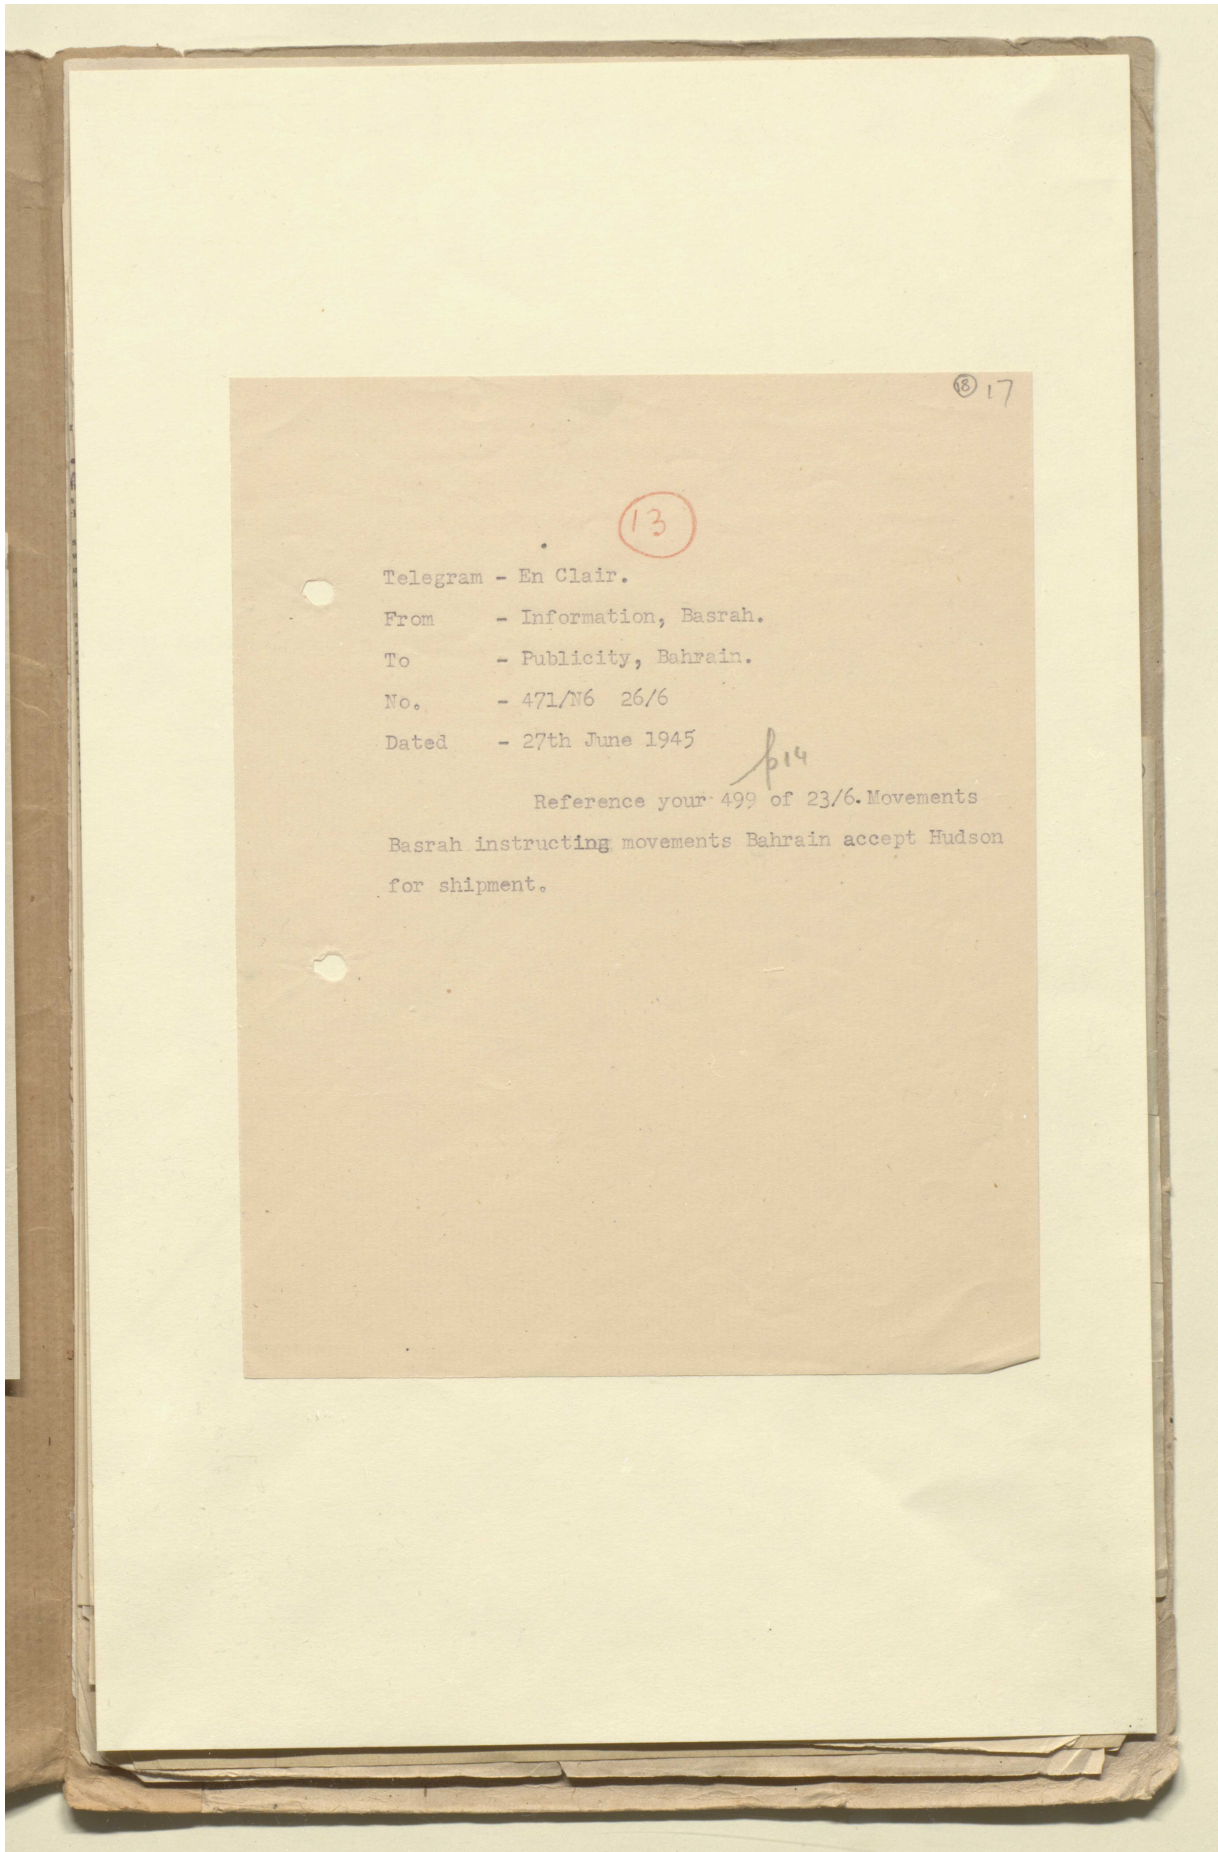 18 17
13
Telegram - En Clair.
From - Information, Basrah.
To - Publicity, Bahrain.
No. - 471/N6 26/6
Dated - 27th June 1945
p14
Reference your 499 of 23/6. Movements
Basrah instructing movements Bahrain accept Hudson
for shipment.